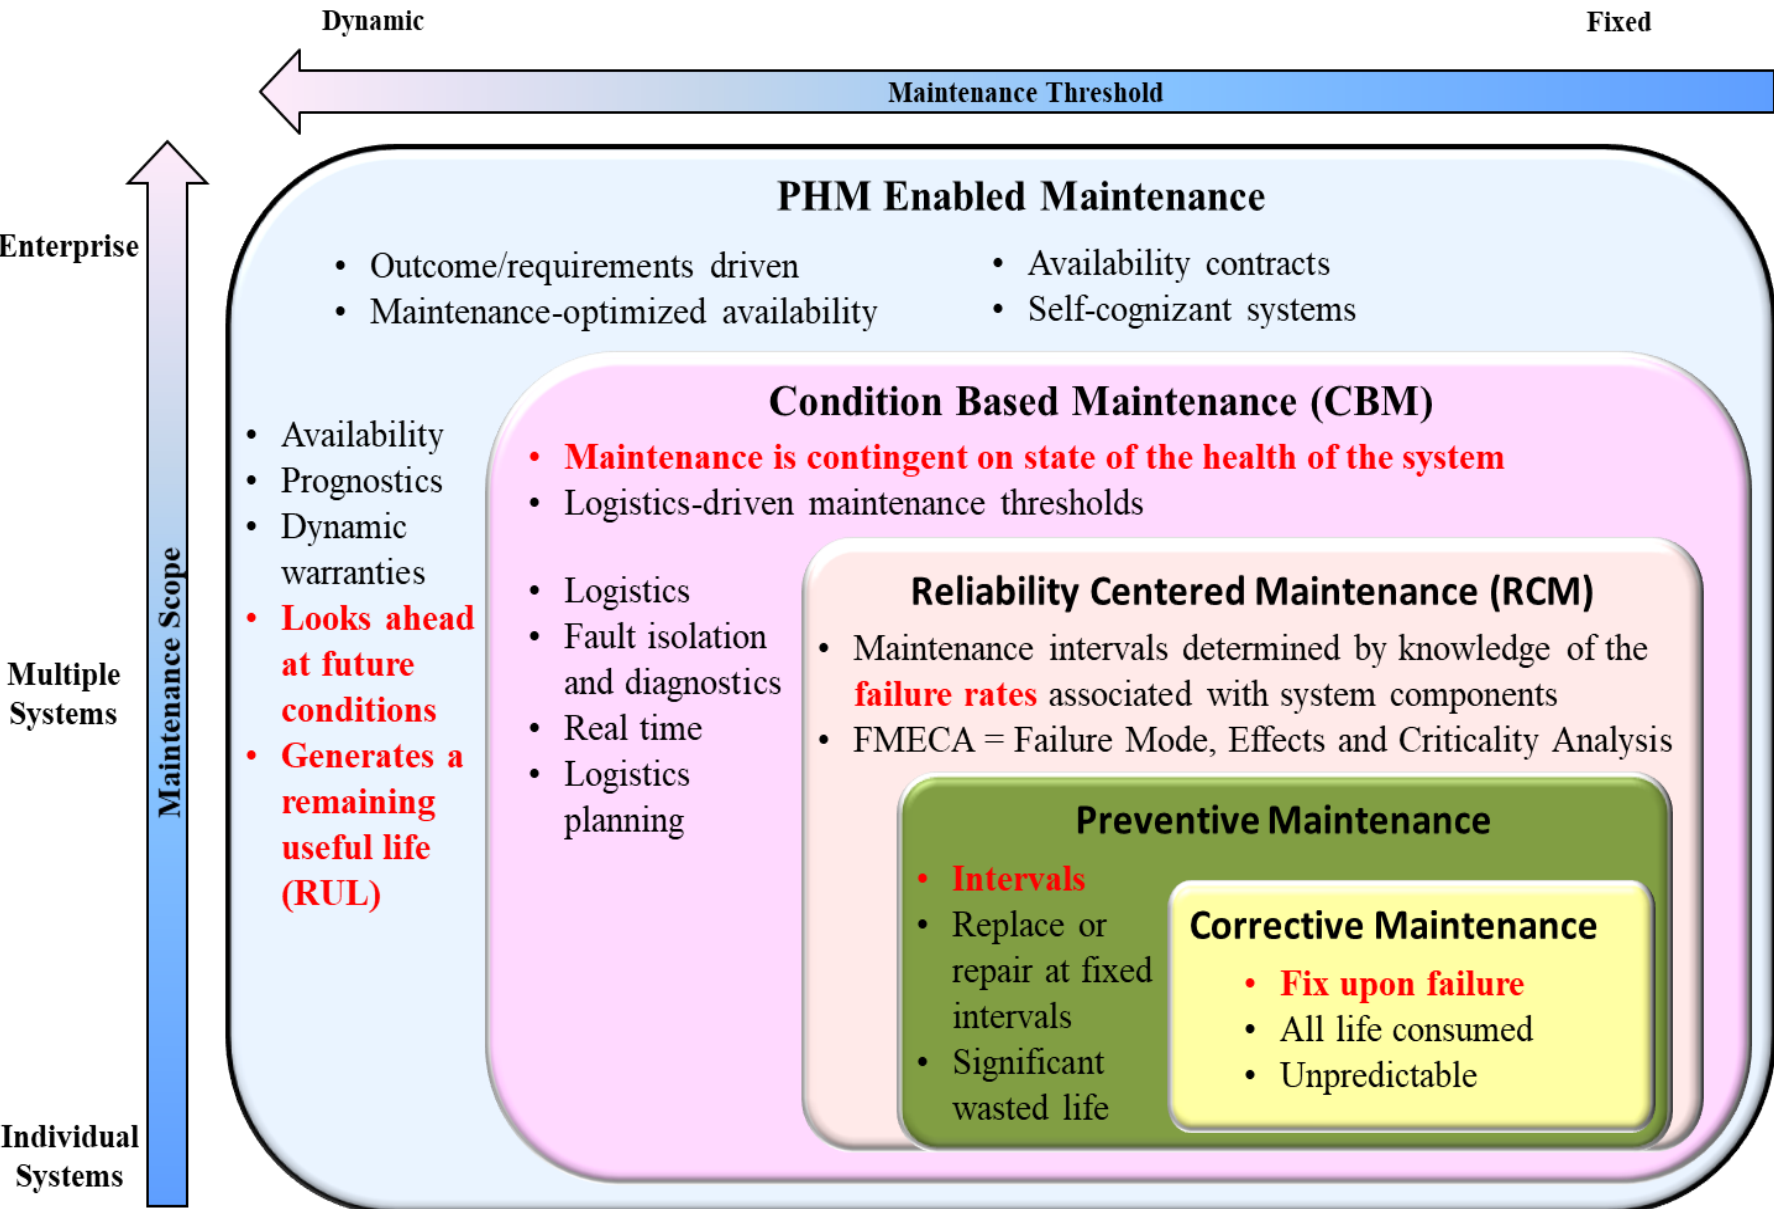 Dynamic
Fixed
Maintenance Threshold
Enterprise
Multiple
Systems
Individual
Systems
Maintenance Scope
PHM Enabled Maintenance
• Outcome/requirements driven
• Maintenance-optimized availability
• Availability contracts
• Self-cognizant systems
• Availability
• Prognostics
• Dynamic
warranties
• Looks ahead
at future
conditions
• Generates a
remaining
useful life
(RUL)
Condition Based Maintenance (CBM)
• Maintenance is contingent on state of the health of the system
• Logistics-driven maintenance thresholds
• Logistics
• Fault isolation
and diagnostics
• Real time
• Logistics
planning
Reliability Centered Maintenance (RCM)
• Maintenance intervals determined by knowledge of the
failure rates associated with system components
• FMECA = Failure Mode, Effects and Criticality Analysis
Preventive Maintenance
• Intervals
• Replace or
repair at fixed
intervals
• Significant
wasted life
Corrective Maintenance
• Fix upon failure
• All life consumed
• Unpredictable